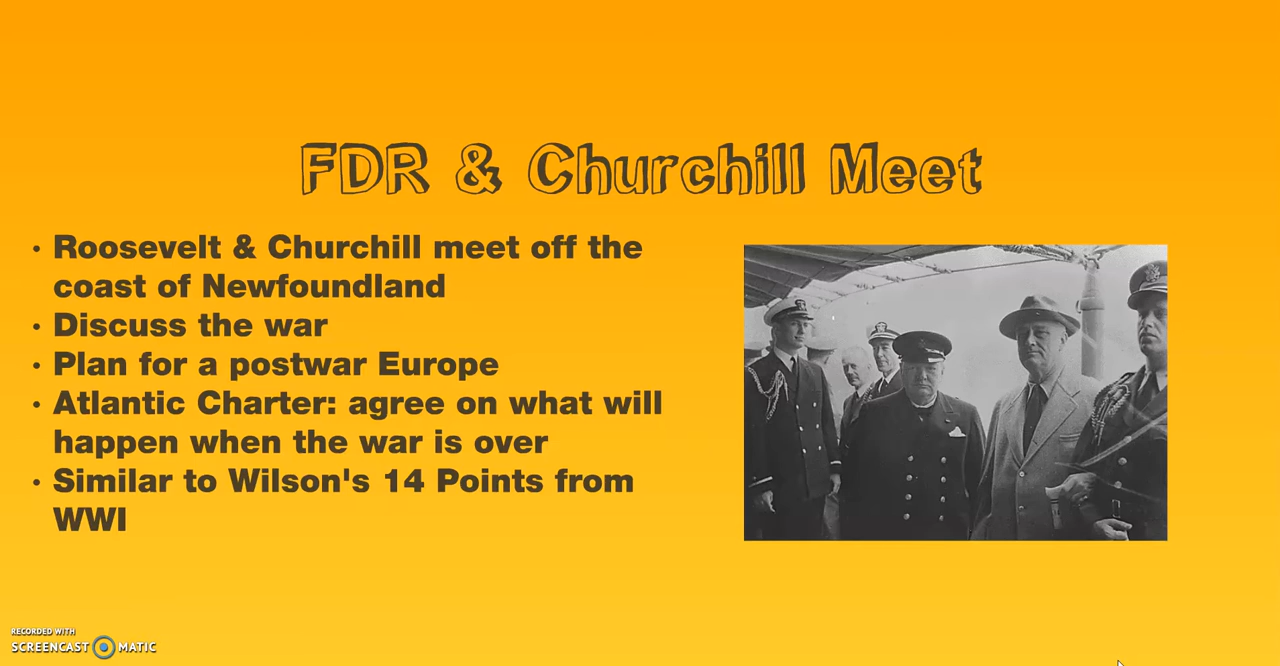 FDR & Churchill Meet
• Roosevelt & Churchill meet off the
coast of Newfoundland
• Discuss the war
• Plan for a postwar Europe
• Atlantic Charter: agree on what will
happen when the war is over
• Similar to Wilson's 14 Points from
WWI
RECORDED WITH
SCREENCAST MATIC